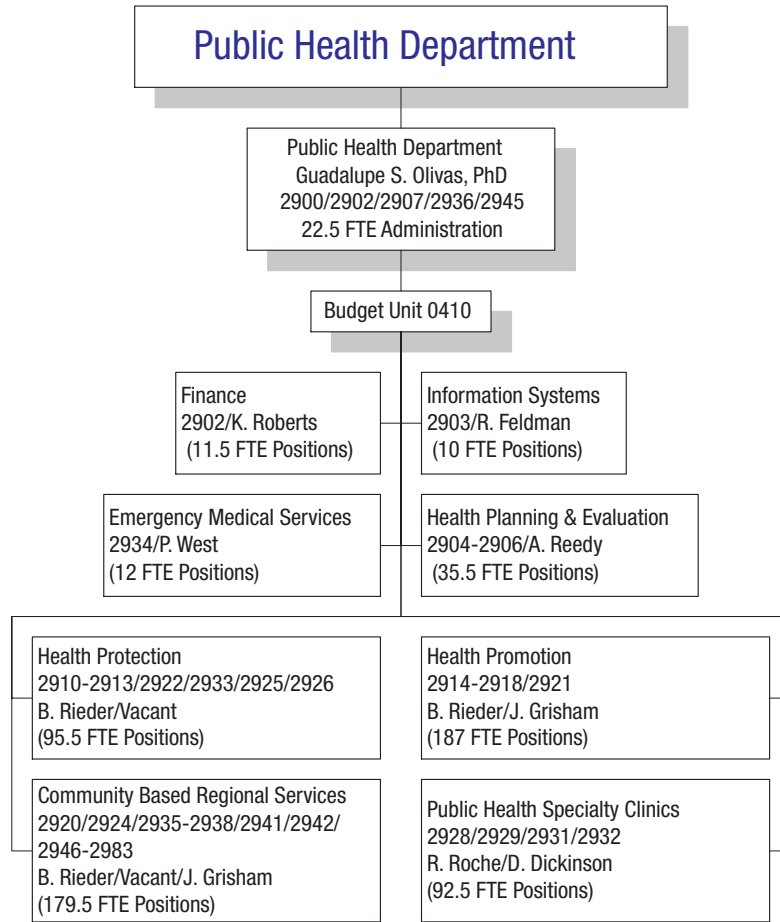 Public Health Department
Public Health Department
Guadalupe S. Olivas, PhD
2900/2902/2907/2936/2945
22.5 FTE Administration
Budget Unit 0410
Finance
2902/K. Roberts
(11.5 FTE Positions)
Information Systems
2903/R. Feldman
(10 FTE Positions)
Emergency Medical Services
2934/P. West
(12 FTE Positions)
Health Planning & Evaluation
2904-2906/A. Reedy
(35.5 FTE Positions)
Health Protection
2910-2913/2922/2933/2925/2926
B. Rieder/Vacant
(95.5 FTE Positions)
Health Promotion
2914-2918/2921
B. Rieder/J. Grisham
(187 FTE Positions)
Community Based Regional Services
2920/2924/2935-2938/2941/2942/
2946-2983
B. Rieder/Vacant/J. Grisham
(179.5 FTE Positions)
Public Health Specialty Clinics
2928/2929/2931/2932
R. Roche/D. Dickinson
(92.5 FTE Positions)